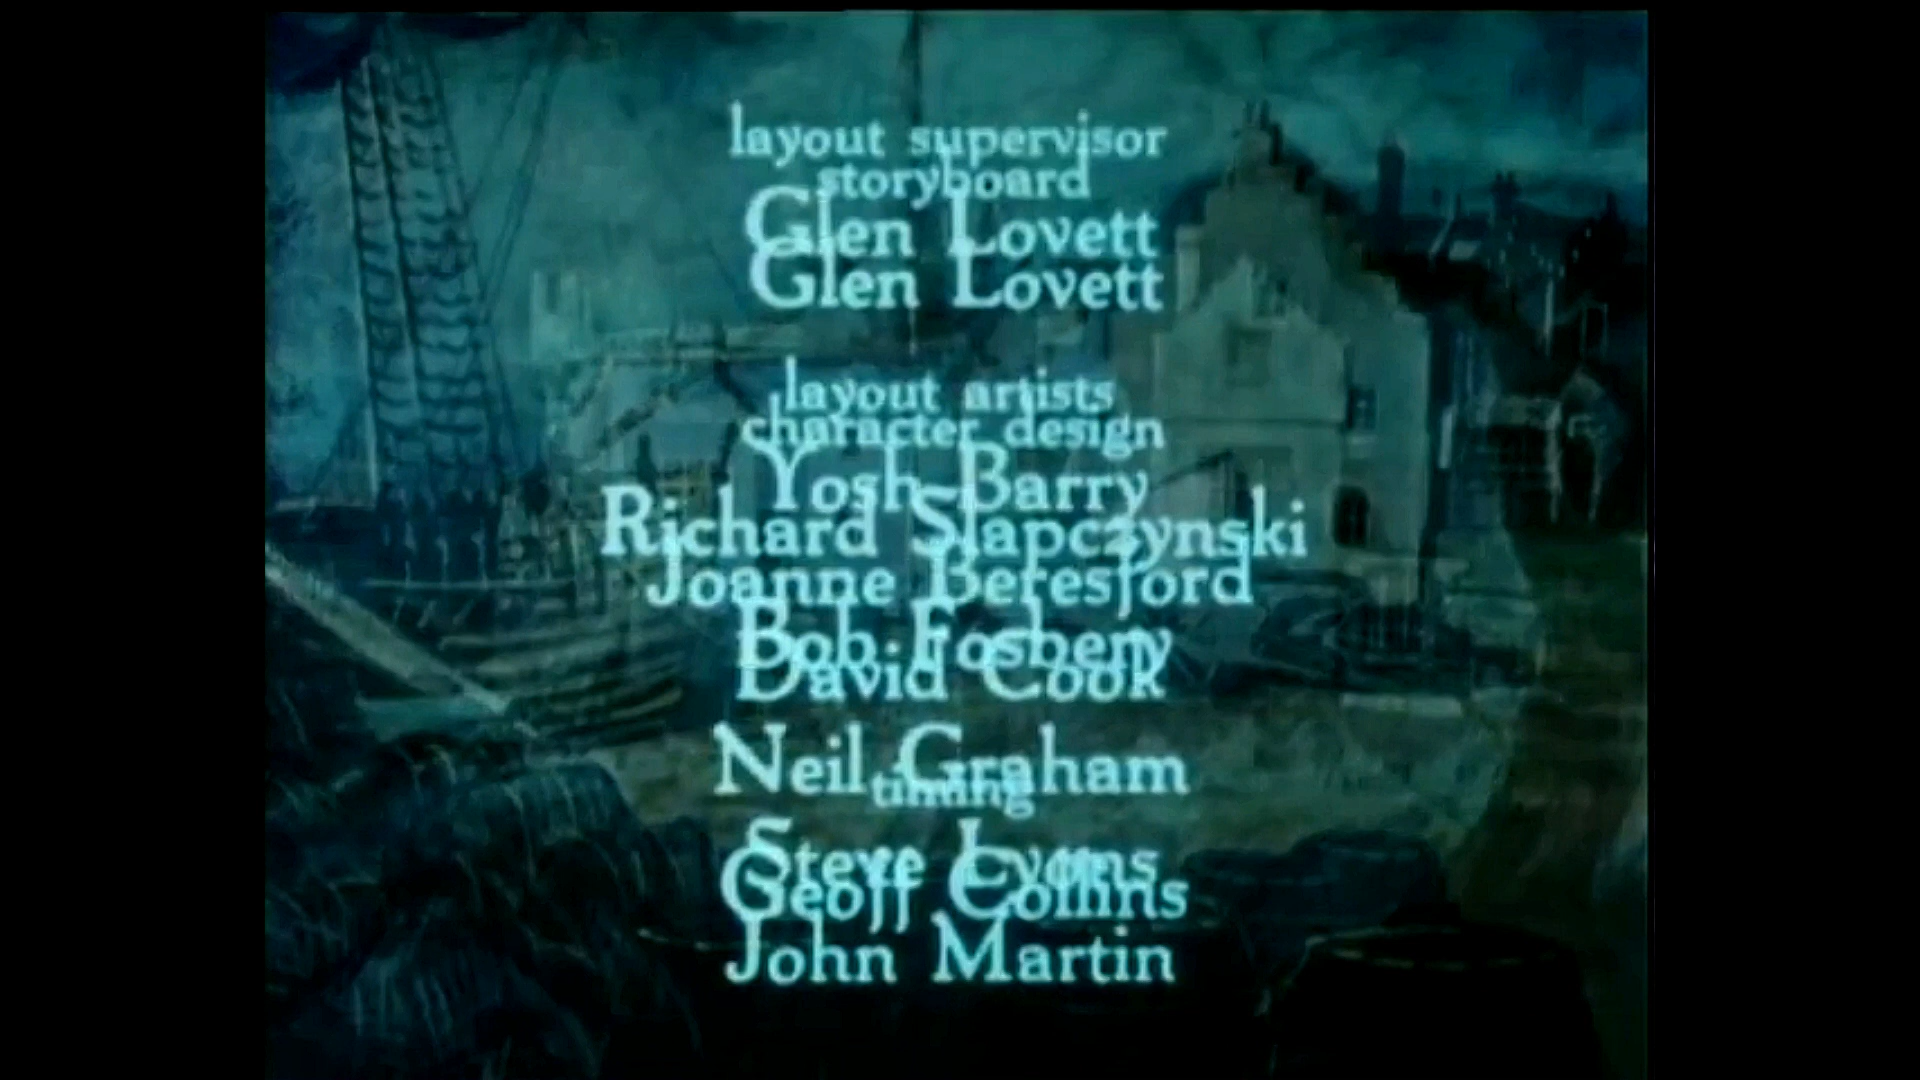 layout supervisor
storyboard
Glen Lovett
Glen Lovett
layout artists
character design
Yosh Barry
Richard Slapczynski
Joanne Beresford
Bob Fosbery
David Cook
Neil Graham
timing
Steve Lyons
Geoff Collins
John Martin